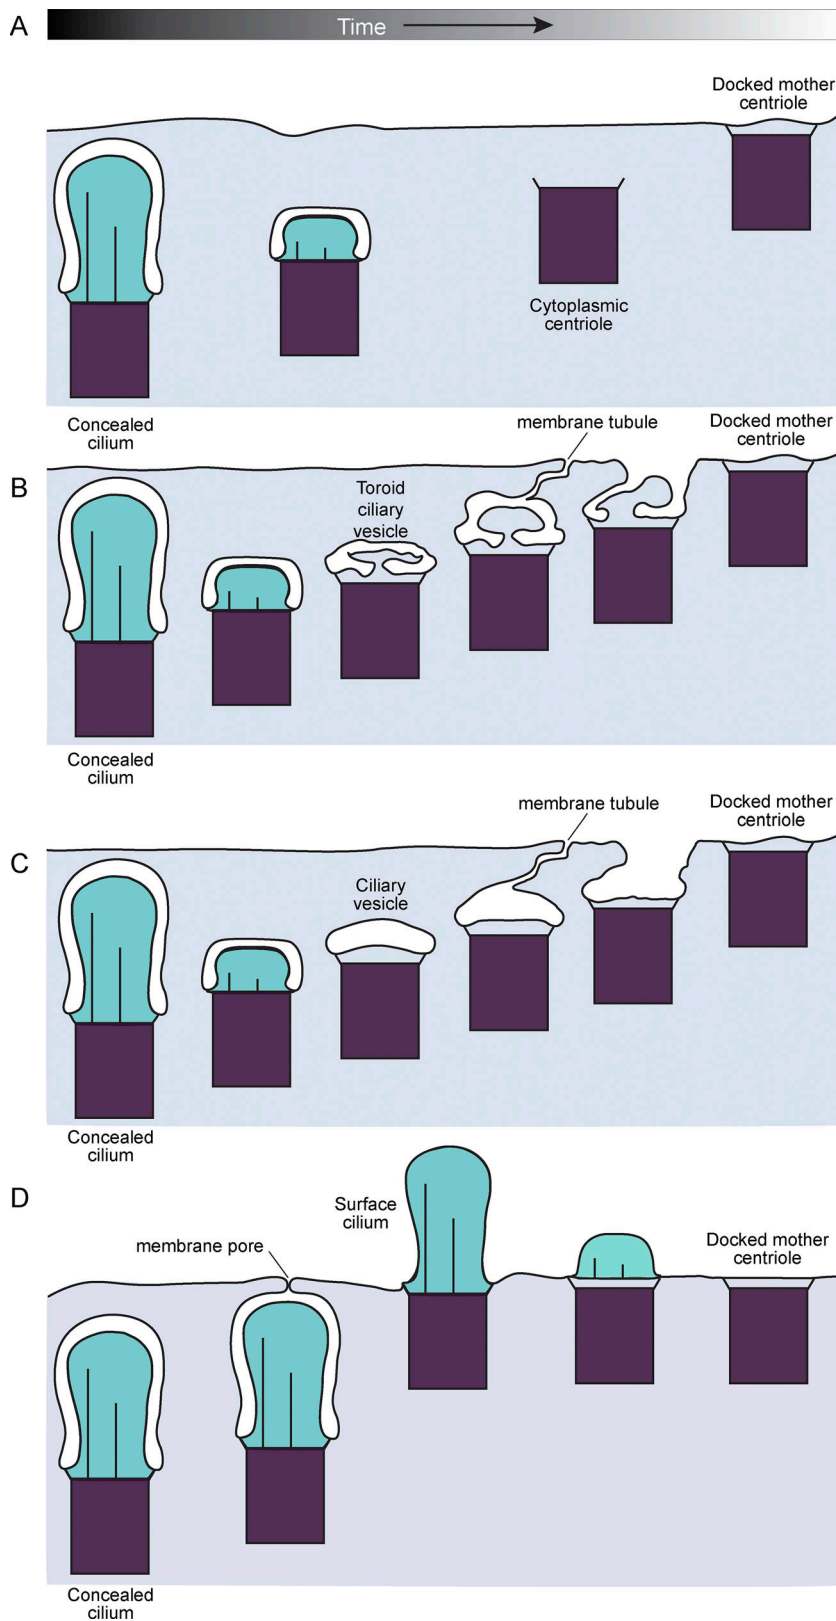 A
Time
Docked mother
centriole
Cytoplasmic
centriole
Concealed
cilium
membrane tubule
Docked mother
centriole
B
Toroid
ciliary
vesicle
Concealed
cilium
membrane tubule
Docked mother
centriole
C
Ciliary
vesicle
Concealed
cilium
D
Surface
cilium
membrane pore
Docked mother
centriole
Concealed
cilium